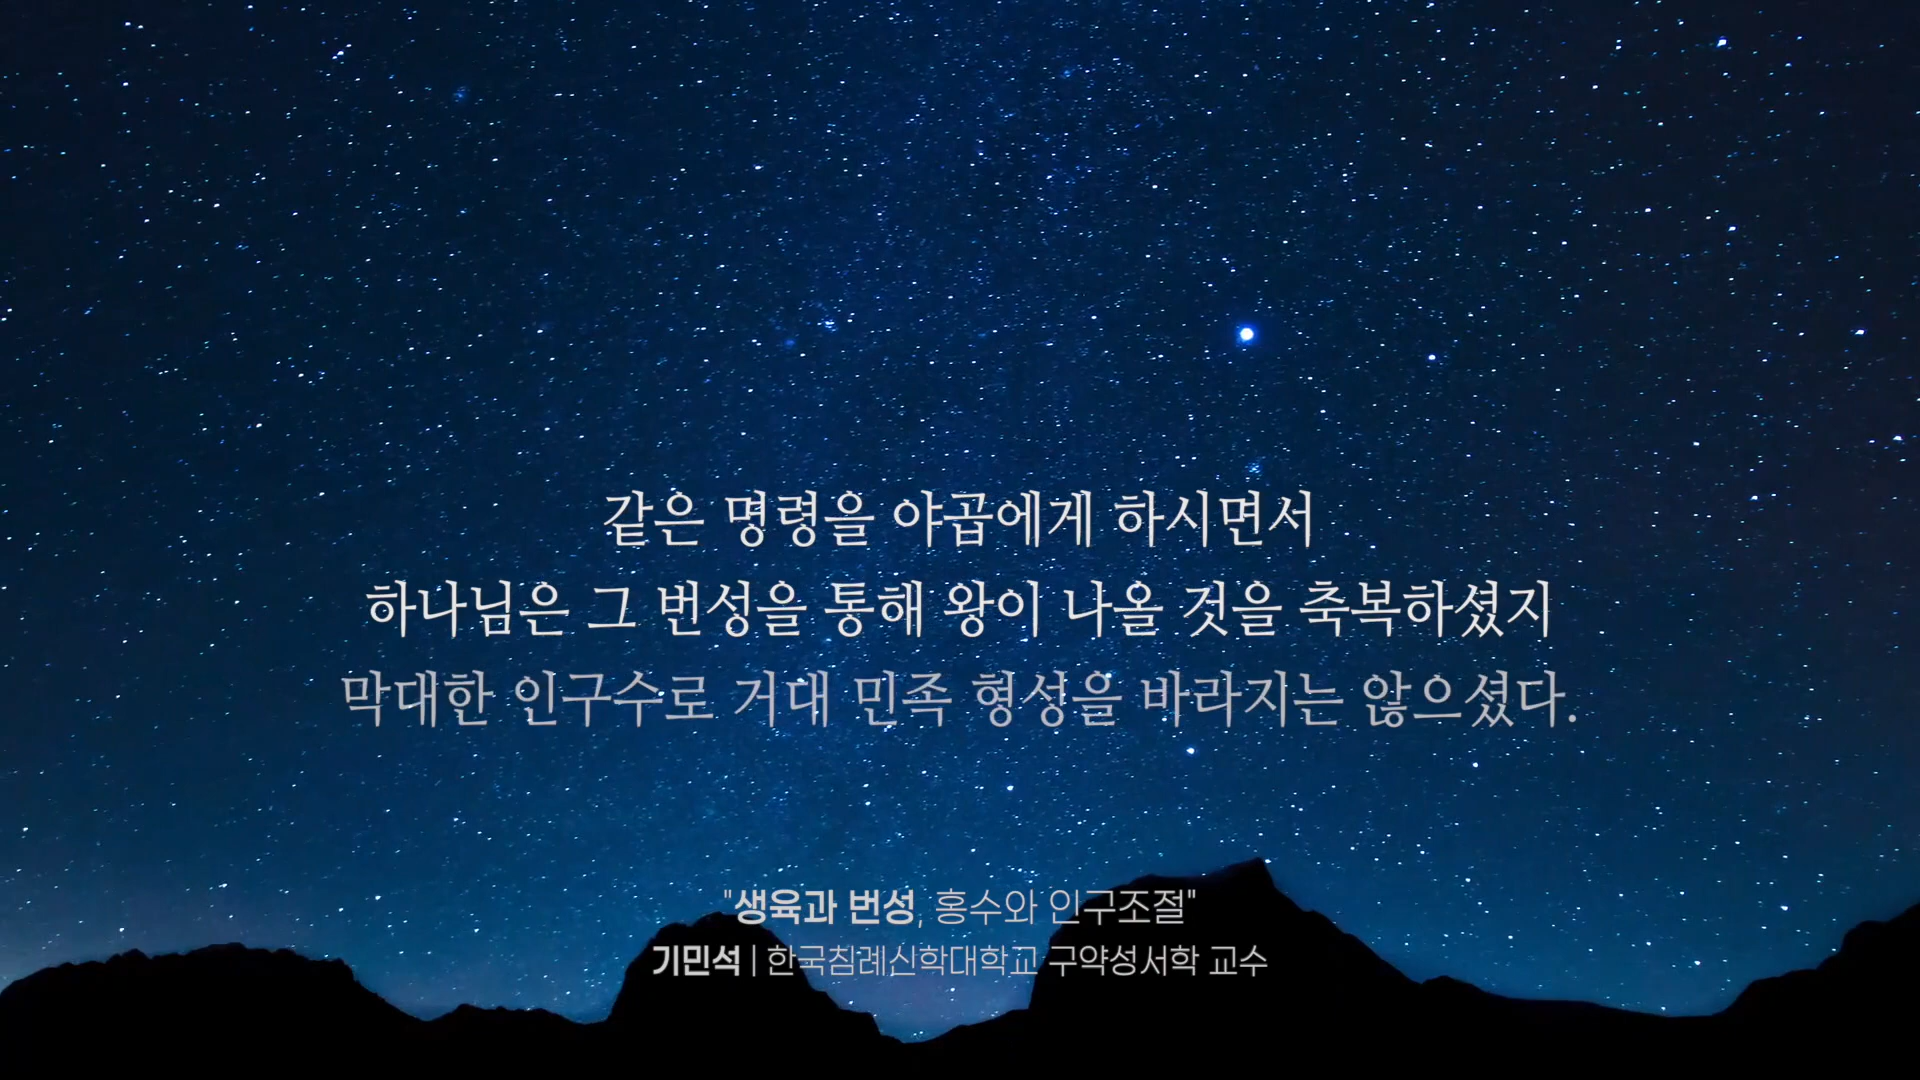 같은 명령을 야곱에게 하시면서
하나님은 그 번성을 통해 왕이 나올 것을 축복하셨지
막대한 인구수로 거대 민족 형성을 바라지는 않으셨다.
"생육과 번성, 홍수와 인구조절"
기민석 | 한국침례신학대학교 구약성서학 교수